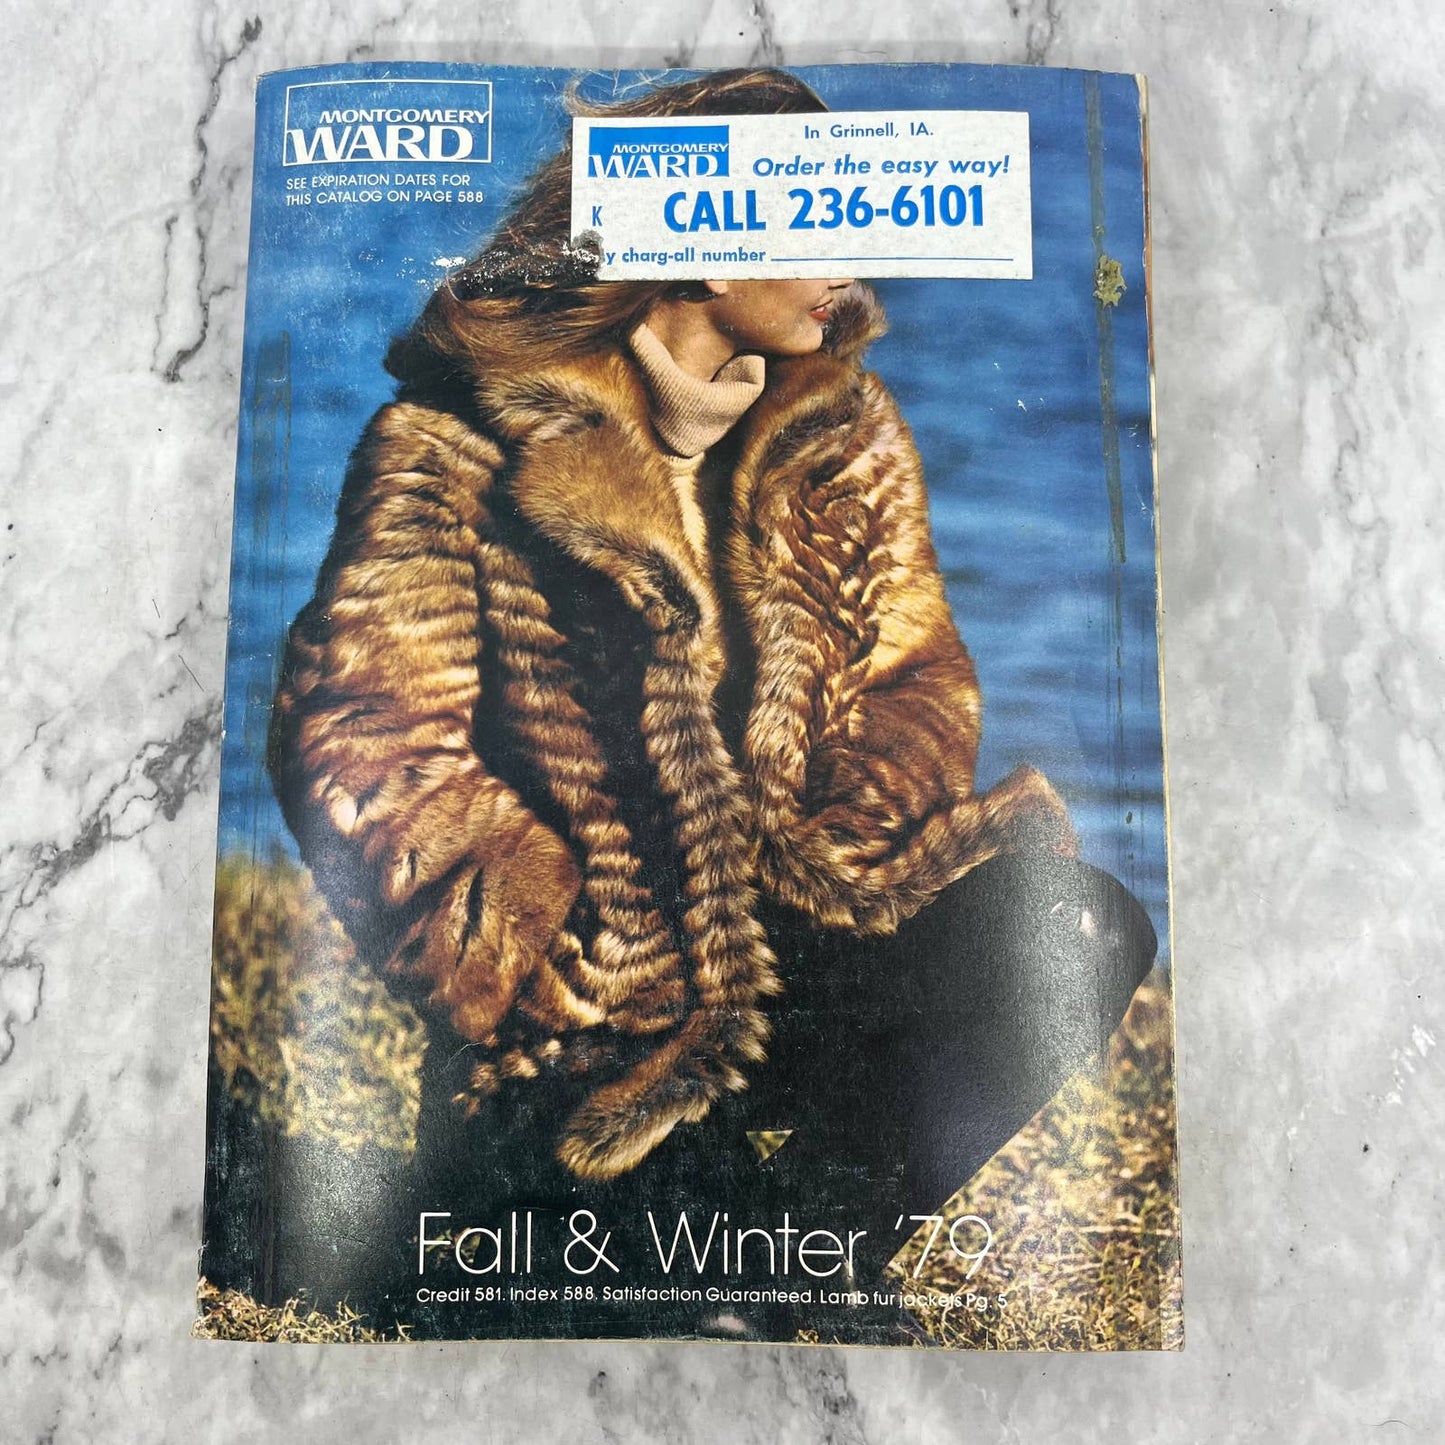 MONTGOMERY
WARD
SEE EXPIRATION DATES FOR
THIS CATALOG ON PAGE 588
MONTGOMERY
WARD
In Grinnell, IA.
Order the easy way!
K CALL 236-6101
y charg-all number
Fall & Winter '79.
Credit 581. Index 588. Satisfaction Guaranteed. Lamb fur jackets Pg. 5